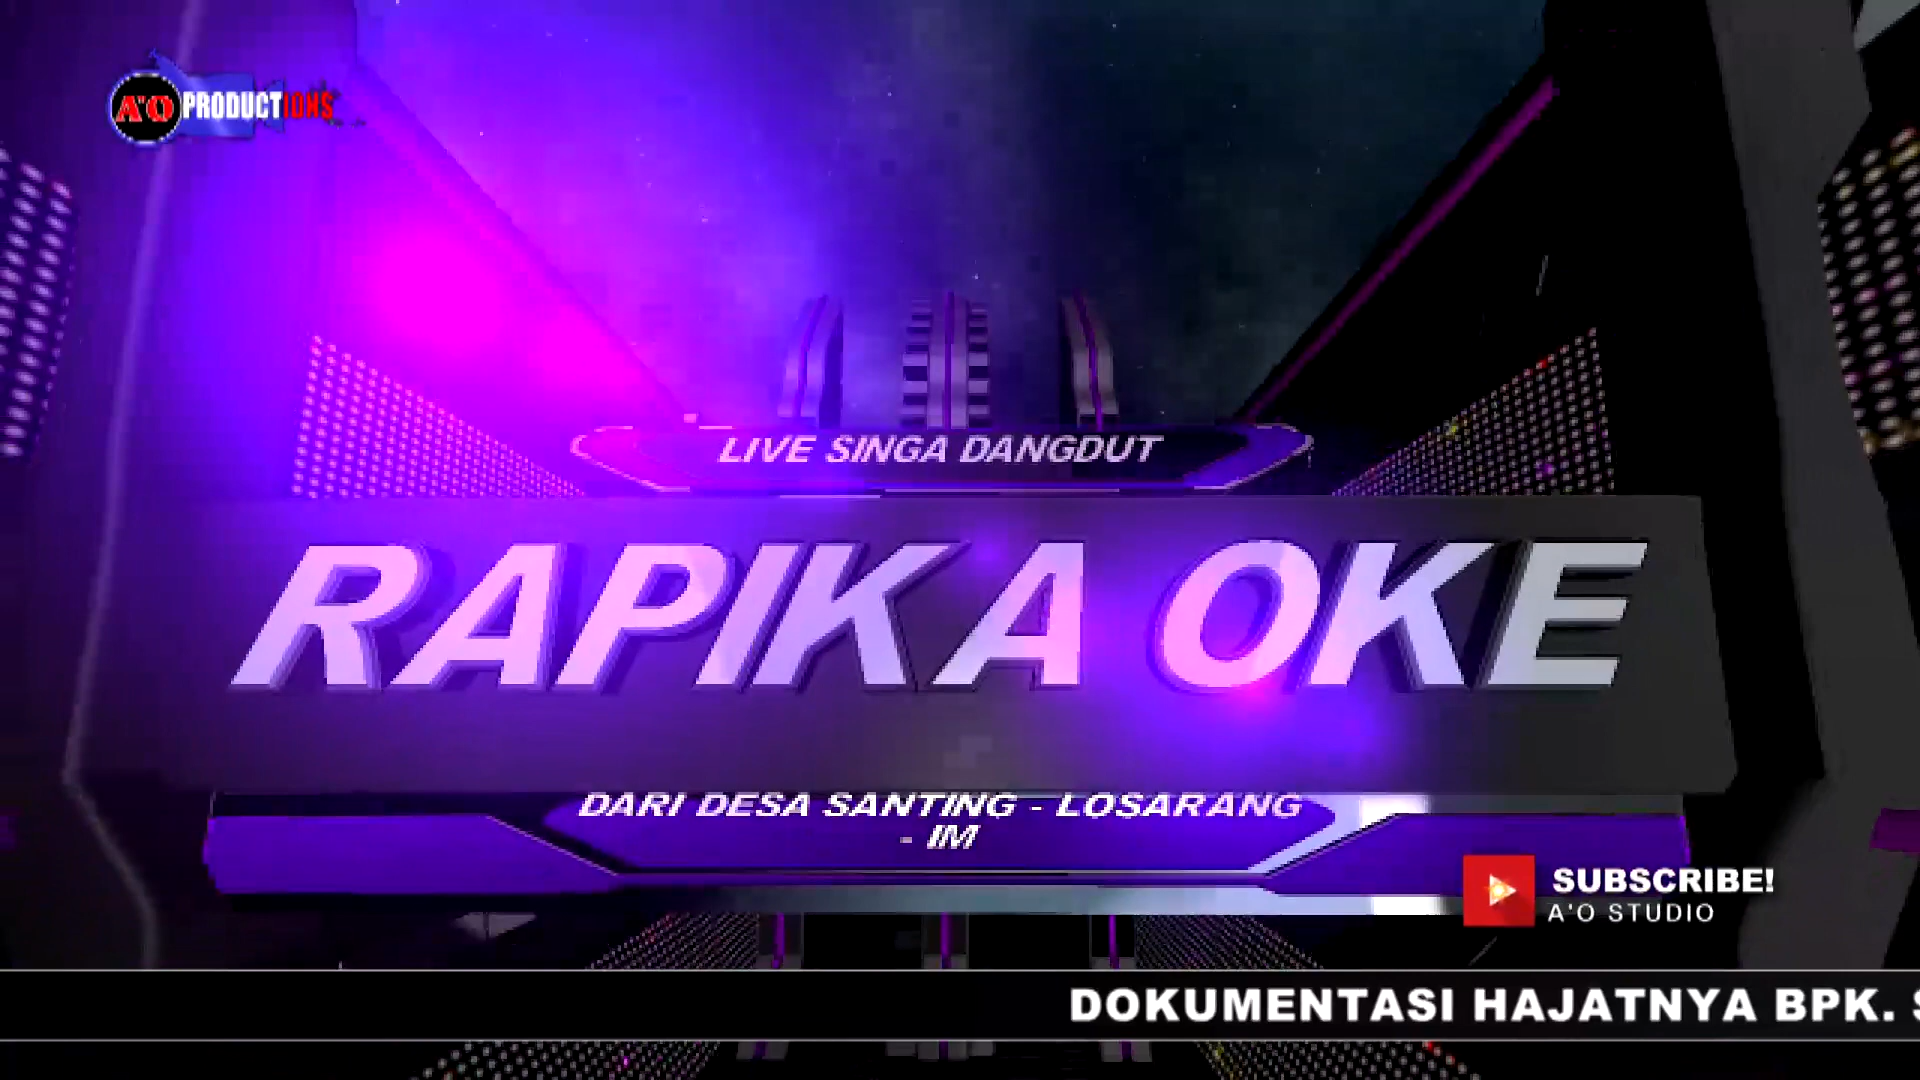 A'O PRODUCTIONS
LIVE SINGA DANGDUT
RAPIKA OKE
DARI DESA SANTING - LOSARANG
- IM
SUBSCRIBE!
A'O STUDIO
DOKUMENTASI HAJATNYA BPK.